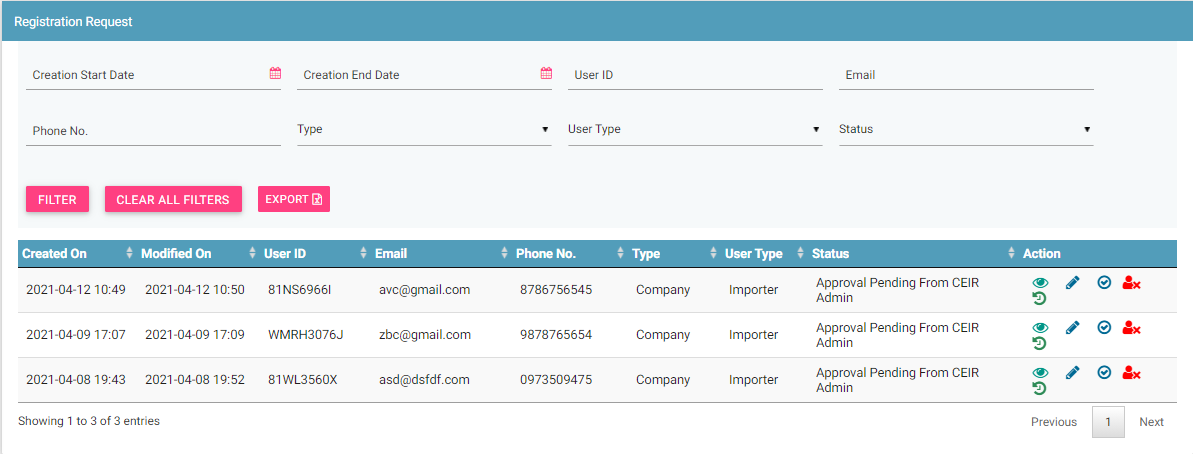 Registration Request
Creation Start Date Creation End Date User ID Email
Phone No. Type User Type Status
FILTER CLEAR ALL FILTERS EXPORT
Created On Modified On User ID Email Phone No. Type User Type Status Action
2021-04-12 10:49 2021-04-12 10:50 81NS6966I avc@gmail.com 8786756545 Company Importer Approval Pending From CEIR
Admin
2021-04-09 17:07 2021-04-09 17:09 WMRH3076J zbc@gmail.com 9878765654 Company Importer Approval Pending From CEIR
Admin
2021-04-08 19:43 2021-04-08 19:52 81WL3560X asd@dsfdf.com 0973509475 Company Importer Approval Pending From CEIR
Admin
Showing 1 to 3 of 3 entries Previous 1 Next